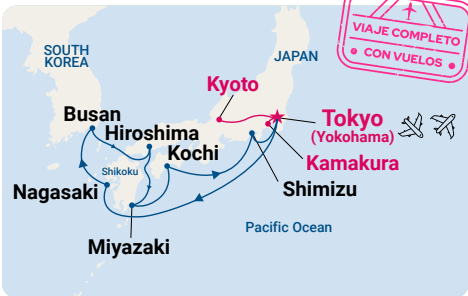 VIAJE COMPLETO
CON VUELOS
SOUTH
KOREA
JAPAN
Kyoto
Busan
Hiroshima
Tokyo
(Yokohama)
Kochi
Kamakura
Shikoku
Shimizu
Nagasaki
Miyazaki
Pacific Ocean